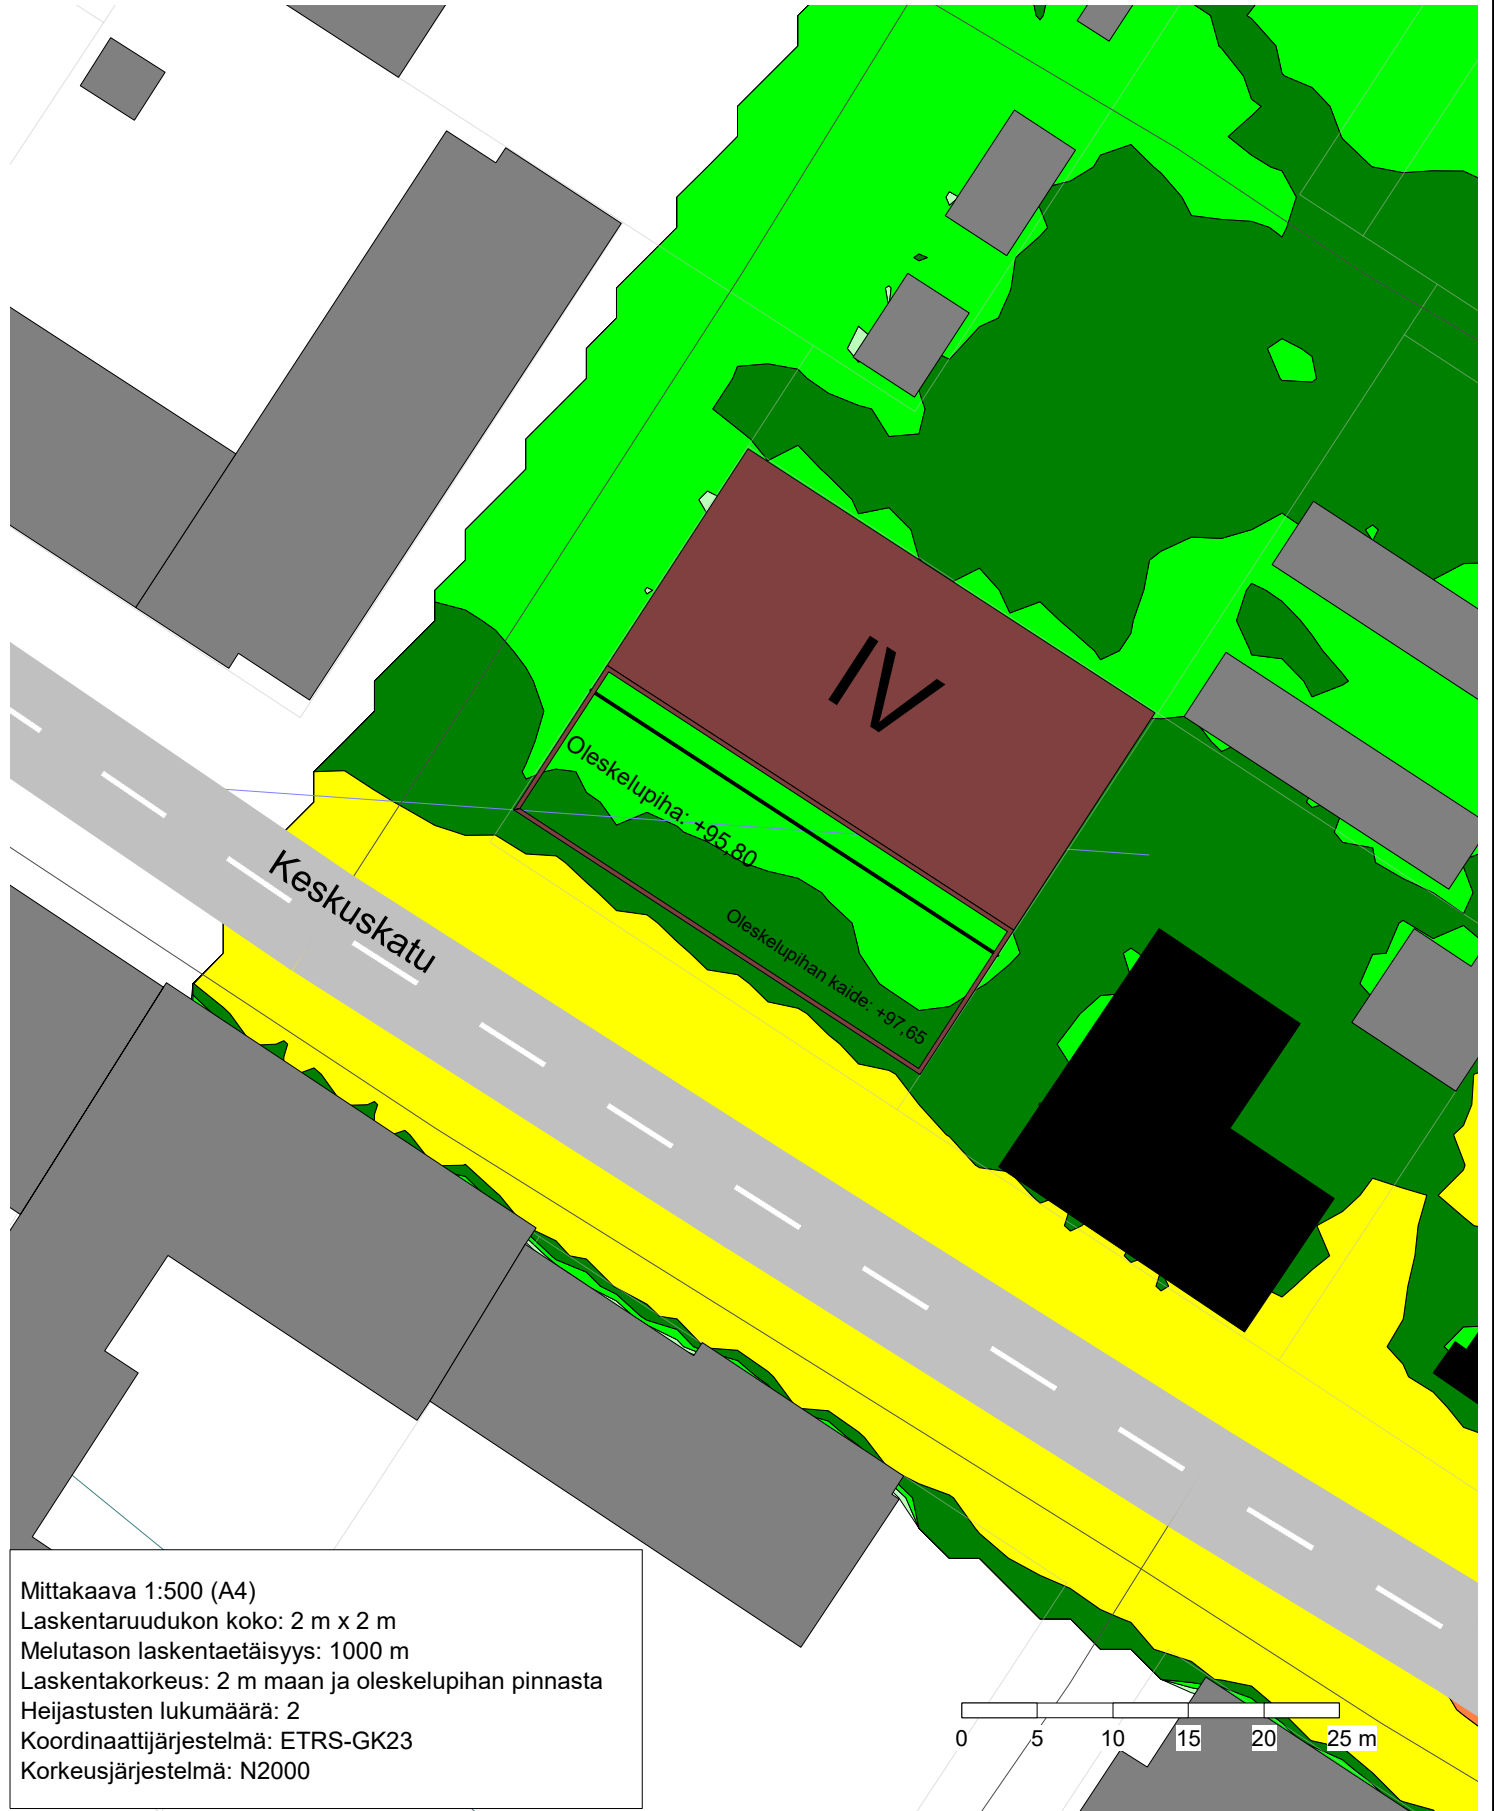 IV
Oleskelupiha: +95,80
Oleskelupihan kaide: +97,65
Keskuskatu
Mittakaava 1:500 (A4)
Laskentaruudukon koko: 2 m x 2 m
Melutason laskentaetäisyys: 1000 m
Laskentakorkeus: 2 m maan ja oleskelupihan pinnasta
Heijastusten lukumäärä: 2
Koordinaattijärjestelmä: ETRS-GK23
Korkeusjärjestelmä: N2000
0 5 10 15 20 25 m